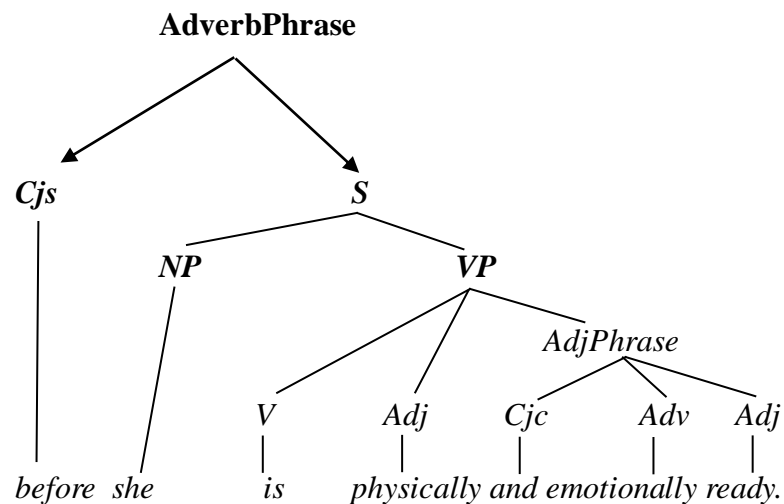 AdverbPhrase
Cjs S
NP VP
AdjPhrase
V Adj Cjc Adv Adj
before she is physically and emotionally ready.